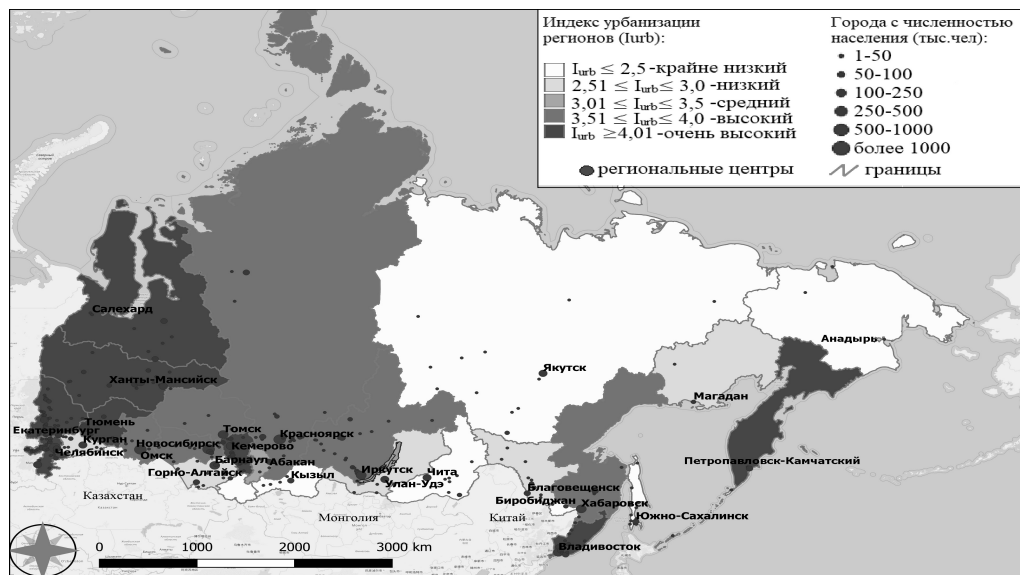 Индекс урбанизации
регионов (Iurb):
Iurb ≤ 2,5 -крайне низкий
2,51 ≤ Iurb ≤ 3,0 -низкий
3,01 ≤ Iurb ≤ 3,5 -средний
3,51 ≤ Iurb ≤ 4,0 -высокий
Iurb ≥4,01 -очень высокий
Города с численностью
населения (тыс.чел):
1-50
50-100
100-250
250-500
500-1000
более 1000
региональные центры
границы
Салехард
Анадырь
Якутск
Ханты-Мансийск
Магадан
Тюмень
Екатеринбург
Томск
Красноярск
Курган
Новосибирск
Кемерово
Челябинск
Омск
Барнаул
Абакан
Петропавловск-Камчатский
Горно-Алтайск
Кызыл
Иркутск
Чита
Улан-Удэ
Благовещенск
Казахстан
Биробиджан
Хабаровск
Монголия
Китай
Южно-Сахалинск
Владивосток
0
1000
2000
3000 km